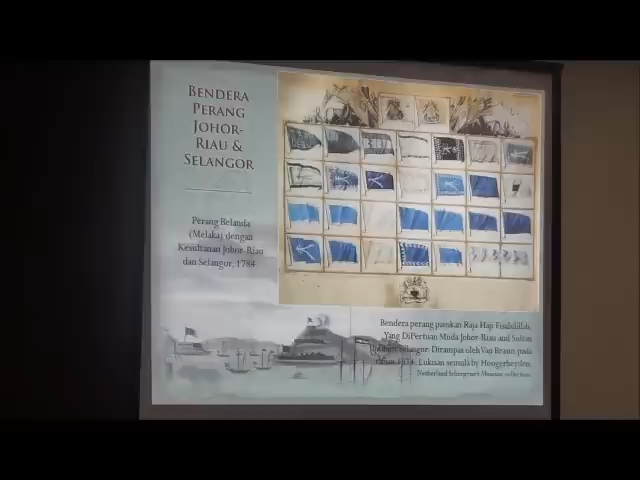 BENDERA
PERANG
JOHOR-
RIAU &
SELANGOR
Perang Belanda
(Melaka) dengan
Kesultanan Johor-Riau
dan Selangor, 1784
Bendera perang pasukan Raja Haji Fisabilillah,
Yang DiPertuan Muda Johor-Riau and Sultan
Selangor. Dirampas oleh Van Braam pada
Lukisan semula by Hoogerheyden.
Netherland Scheepvaart Museum collections